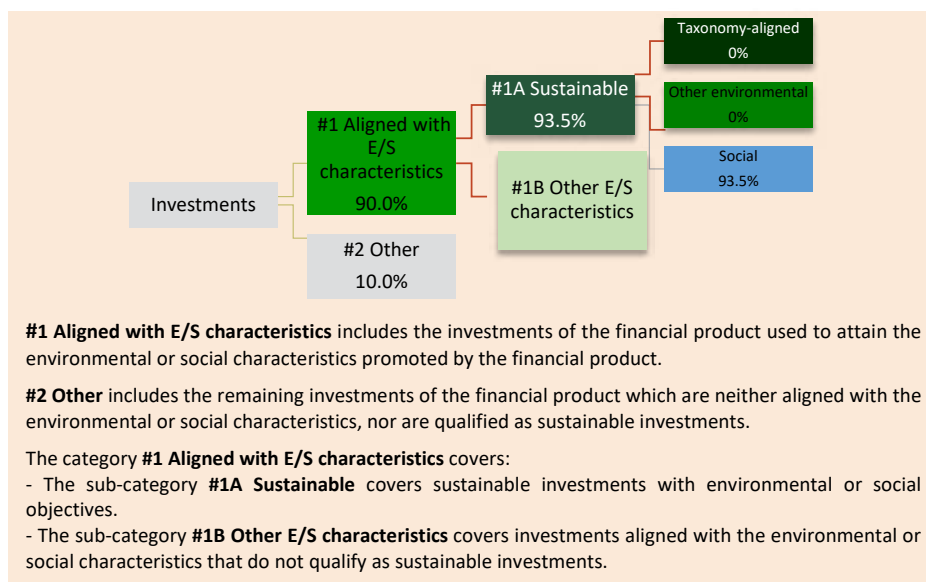 Taxonomy-aligned
0%
#1A Sustainable
93.5%
Other environmental
0%
#1 Aligned with
E/S
characteristics
90.0%
Social
93.5%
#1B Other E/S
characteristics
Investments
#2 Other
10.0%
#1 Aligned with E/S characteristics includes the investments of the financial product used to attain the
environmental or social characteristics promoted by the financial product.
#2 Other includes the remaining investments of the financial product which are neither aligned with the
environmental or social characteristics, nor are qualified as sustainable investments.
The category #1 Aligned with E/S characteristics covers:
- The sub-category #1A Sustainable covers sustainable investments with environmental or social
objectives.
- The sub-category #1B Other E/S characteristics covers investments aligned with the environmental or
social characteristics that do not qualify as sustainable investments.